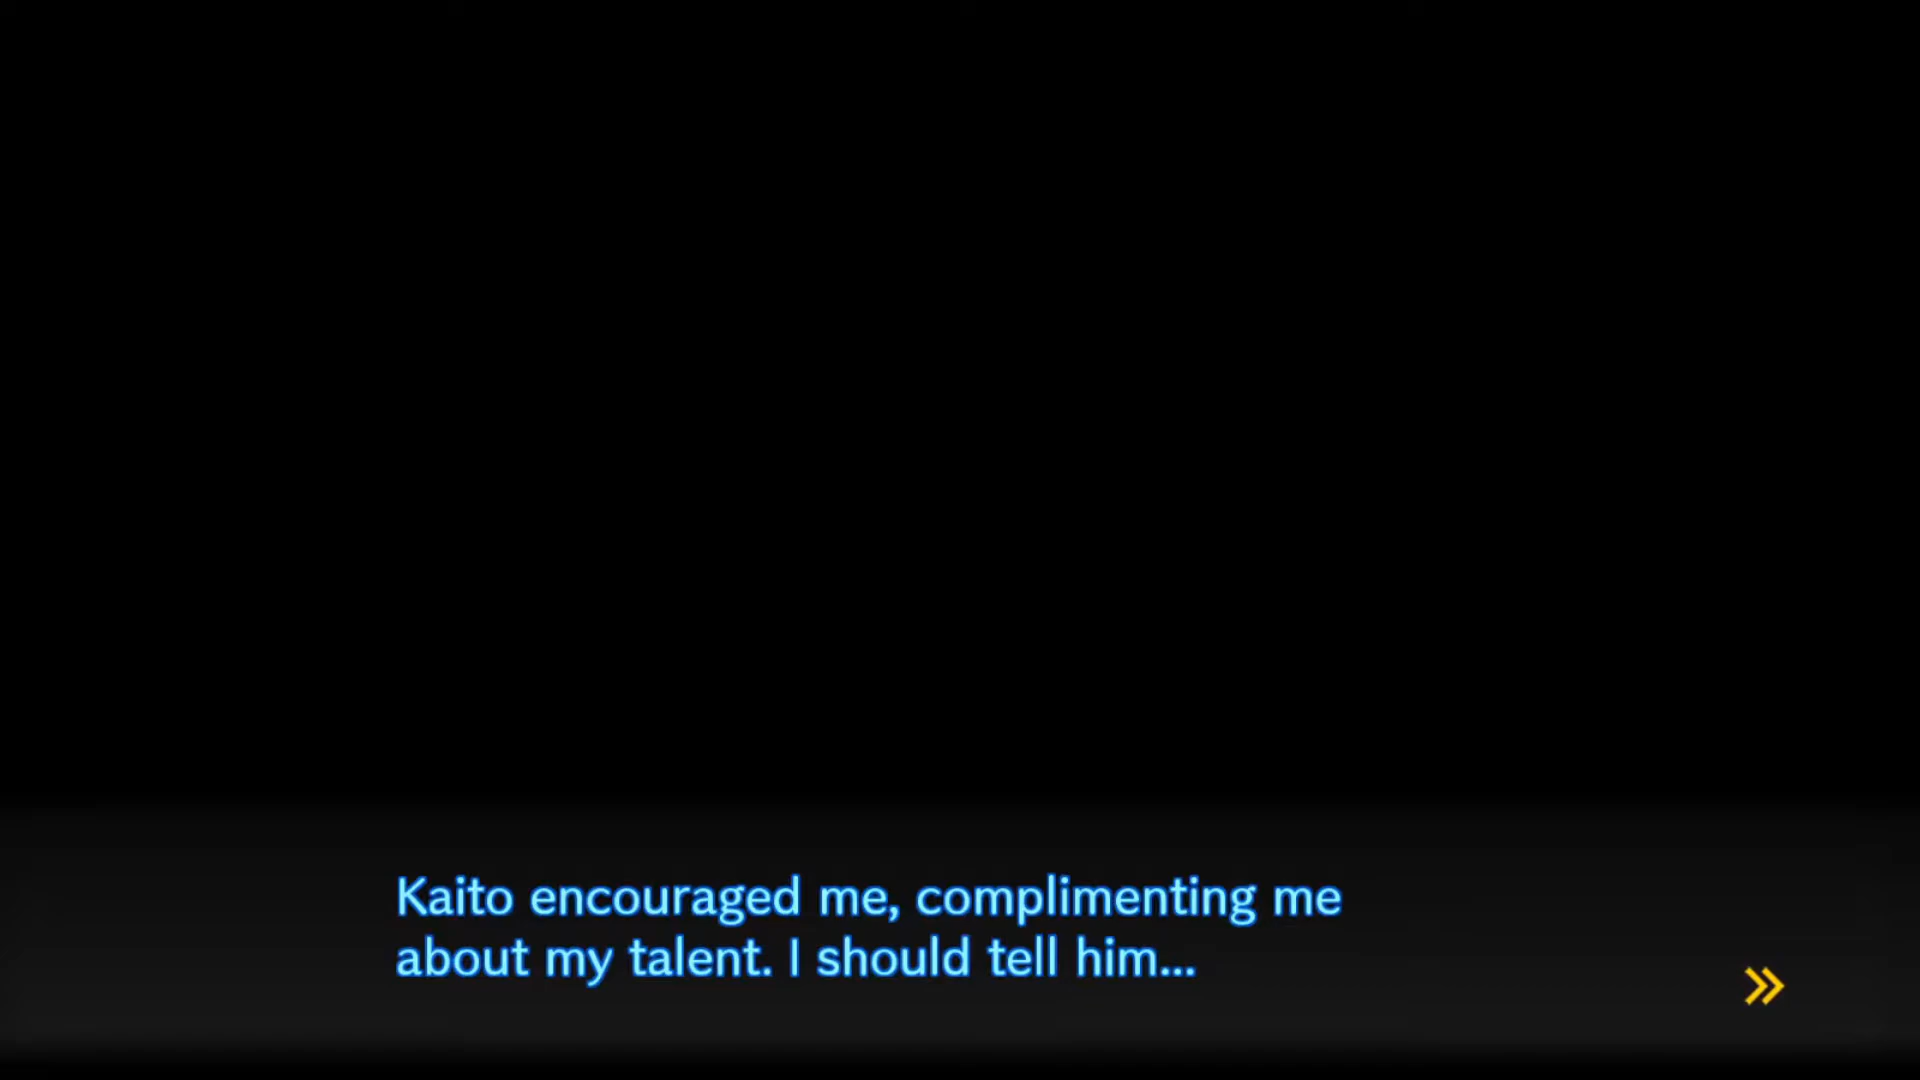 Kaito encouraged me, complimenting me
about my talent. I should tell him...